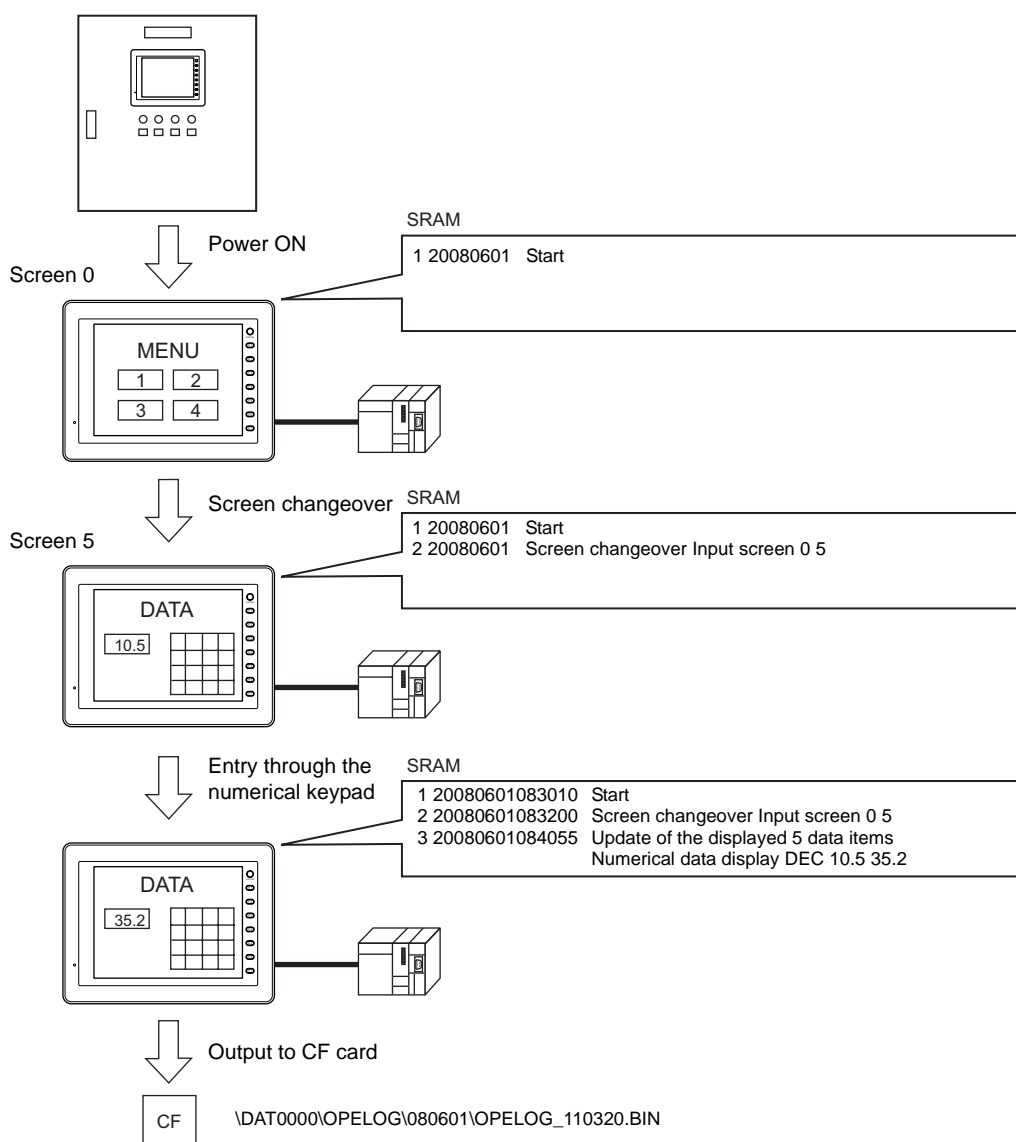 SRAM
Power ON
1 20080601 Start
Screen 0
MENU
1 2
3 4
Screen changeover
SRAM
1 20080601 Start
2 20080601 Screen changeover Input screen 0 5
Screen 5
DATA
10.5
Entry through the
numerical keypad
SRAM
1 20080601083010 Start
2 20080601083200 Screen changeover Input screen 0 5
3 20080601084055 Update of the displayed 5 data items
Numerical data display DEC 10.5 35.2
DATA
35.2
Output to CF card
CF
\DAT0000\OPELOG\080601\OPELOG_110320.BIN